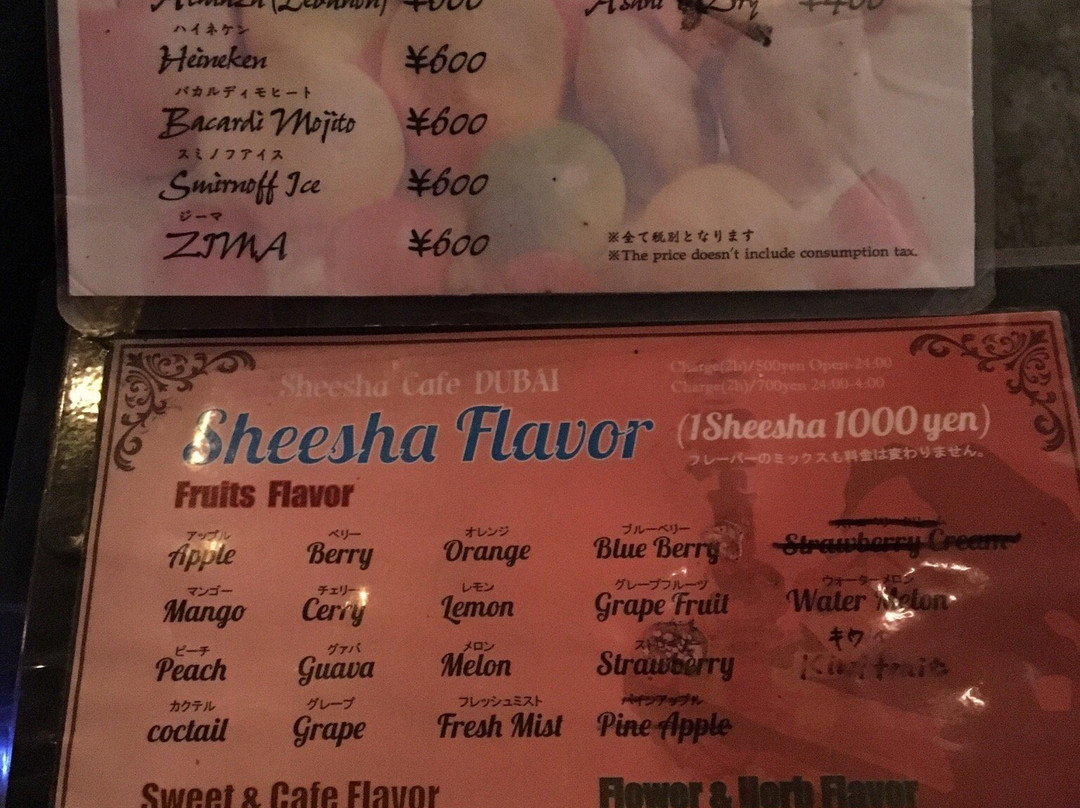 Almaza (Lebanon) ¥600
Asahi Dry ¥400
ハイネケン
Heineken ¥600
バカルディモヒート
Bacardi Mojito ¥600
スミノフアイス
Smirnoff Ice ¥600
ジーマ
ZIMA ¥600
※全て税別となります
※The price doesn't include consumption tax.
Sheesha Cafe DUBAI
Charge(2h)/500yen Open-24:00
Charge(2h)/700yen 24:00-4:00
Sheesha Flavor
(1Sheesha 1000 yen)
フレーバーのミックスも料金は変わりません。
Fruits Flavor
アップル ベリー オレンジ ブルーベリー
Apple Berry Orange Blue Berry Strawberry Cream
マンゴー チェリー レモン グレープフルーツ ウォーターメロン
Mango Cerry Lemon Grape Fruit Water Melon
ピーチ グァバ メロン キウイ
Peach Guava Melon Strawberry Kiwifruit
カクテル グレープ フレッシュミスト パインアップル
coctail Grape Fresh Mist Pine Apple
Sweet & Cafe Flavor
Flower & Herb Flavor